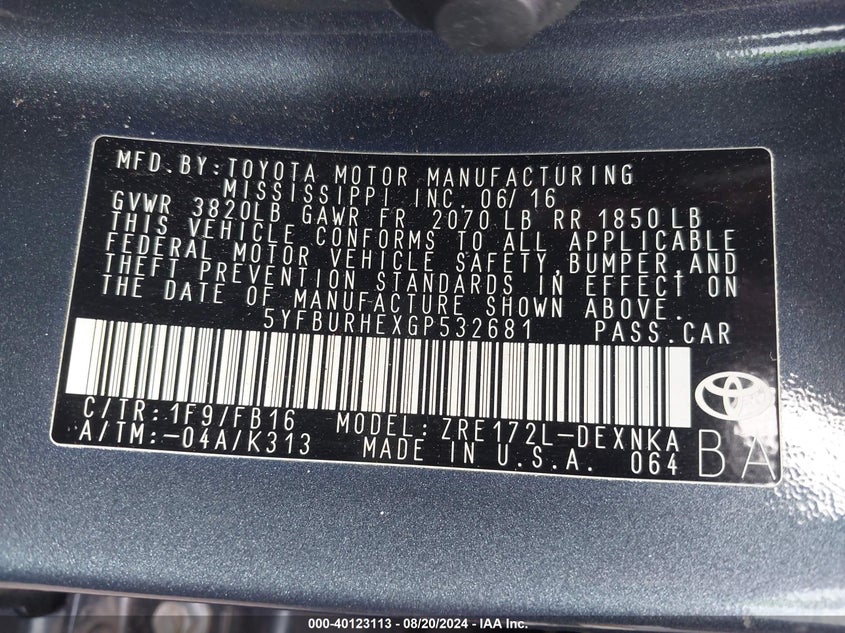 MFD.BY:TOYOTA MOTOR MANUFACTURING
MISSISSIPPI INC. 06/16
GVWR 3820LB GAWR FR 2070 LB RR 1850 LB
THIS VEHICLE CONFORMS TO ALL APPLICABLE
FEDERAL MOTOR VEHICLE SAFETY,BUMPER,AND
THEFT PREVENTION STANDARDS IN EFFECT ON
THE DATE OF MANUFACTURE SHOWN ABOVE.
5YFBURHEXGP532681 PASS.CAR
C/TR:1F9/FB16 MODEL:ZRE172L-DEXNKA
A/TM:-04A/K313 MADE IN U.S.A. 064
BA
000-40123113 - 08/20/2024 - IAA Inc.